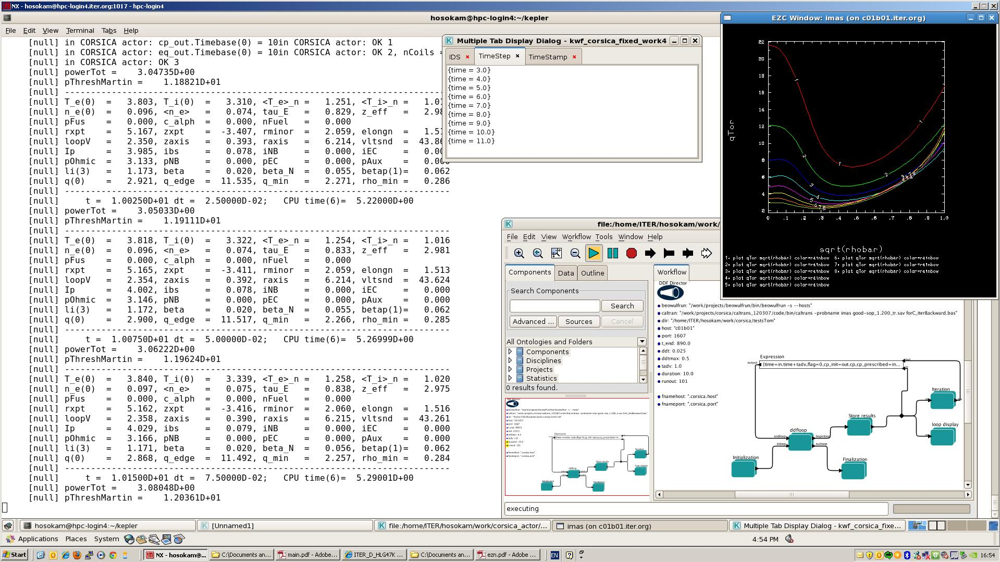 NX - hosokam@hpc-login4.iter.org:1017 - hpc-login4
hosokam@hpc-login4:~/kepler
File Edit View Terminal Tabs Help
[null] in CORSICA actor: cp_out.Timebase(0) = 10in CORSICA actor: OK 1
[null] in CORSICA actor: eq_out.Timebase(0) = 10in CORSICA actor: OK 2, nCoils =
[null] in CORSICA actor: OK 3
[null] powerTot = 3.04735D+00
[null] pThreshMartin = 1.18821D+01
[null] --------------------------------------------------------------------------
[null] T_e(0) = 3.803, T_i(0) = 3.310, <T_e>_n = 1.251, <T_i>_n = 1.01
[null] n_e(0) = 0.096, <n_e> = 0.074, tau_E = 0.829, z_eff = 2.98
[null] pFus = 0.000, c_alph = 0.000, nFuel = 0.000
[null] rxpt = 5.167, zxpt = -3.407, rminor = 2.059, elongn = 1.51
[null] loopV = 2.350, zaxis = 0.393, raxis = 6.214, vltsnd = 43.86
[null] Ip = 3.985, ibs = 0.078, iNB = 0.000, iEC = 0.00
[null] pOhmic = 3.133, pNB = 0.000, pEC = 0.000, pAux = 0.000
[null] li(3) = 1.173, beta = 0.020, beta_N = 0.055, betap(1)= 0.062
[null] q(0) = 2.921, q_edge = 11.535, q_min = 2.271, rho_min = 0.286
[null] --------------------------------------------------------------------------
[null] t = 1.00250D+01 dt = 2.50000D-02; CPU time(6)= 5.22000D+00
[null] powerTot = 3.05033D+00
[null] pThreshMartin = 1.19111D+01
[null] --------------------------------------------------------------------------
[null] T_e(0) = 3.818, T_i(0) = 3.322, <T_e>_n = 1.254, <T_i>_n = 1.016
[null] n_e(0) = 0.096, <n_e> = 0.074, tau_E = 0.833, z_eff = 2.981
[null] pFus = 0.000, c_alph = 0.000, nFuel = 0.000
[null] rxpt = 5.165, zxpt = -3.411, rminor = 2.059, elongn = 1.513
[null] loopV = 2.354, zaxis = 0.392, raxis = 6.214, vltsnd = 43.624
[null] Ip = 4.002, ibs = 0.078, iNB = 0.000, iEC = 0.000
[null] pOhmic = 3.146, pNB = 0.000, pEC = 0.000, pAux = 0.000
[null] li(3) = 1.172, beta = 0.020, beta_N = 0.055, betap(1)= 0.062
[null] q(0) = 2.900, q_edge = 11.517, q_min = 2.266, rho_min = 0.285
[null] --------------------------------------------------------------------------
[null] t = 1.00750D+01 dt = 5.00000D-02; CPU time(6)= 5.26999D+00
[null] powerTot = 3.06222D+00
[null] pThreshMartin = 1.19624D+01
[null] --------------------------------------------------------------------------
[null] T_e(0) = 3.840, T_i(0) = 3.339, <T_e>_n = 1.258, <T_i>_n = 1.020
[null] n_e(0) = 0.097, <n_e> = 0.075, tau_E = 0.838, z_eff = 2.975
[null] pFus = 0.000, c_alph = 0.000, nFuel = 0.000
[null] rxpt = 5.162, zxpt = -3.416, rminor = 2.060, elongn = 1.516
[null] loopV = 2.358, zaxis = 0.390, raxis = 6.215, vltsnd = 43.261
[null] Ip = 4.029, ibs = 0.079, iNB = 0.000, iEC = 0.000
[null] pOhmic = 3.166, pNB = 0.000, pEC = 0.000, pAux = 0.000
[null] li(3) = 1.171, beta = 0.020, beta_N = 0.056, betap(1)= 0.062
[null] q(0) = 2.868, q_edge = 11.492, q_min = 2.257, rho_min = 0.284
[null] --------------------------------------------------------------------------
[null] t = 1.01500D+01 dt = 7.50000D-02; CPU time(6)= 5.29001D+00
[null] powerTot = 3.08048D+00
[null] pThreshMartin = 1.20361D+01
Multiple Tab Display Dialog - kwf_corsica_fixed_work4
IDS TimeStep TimeStamp
{time = 3.0}
{time = 4.0}
{time = 5.0}
{time = 6.0}
{time = 7.0}
{time = 8.0}
{time = 9.0}
{time = 10.0}
{time = 11.0}
EZC Window: imas (on c01b01.iter.org)
22
20
18
16
14
12
10
8
6
4
2
qTor
0 .1 .2 .3 .4 .5 .6 .7 .8 .9 1.0
sqrt(rhobar)
1: plot qTor sqrt(rhobar) color=rainbow 6: plot qTor sqrt(rhobar) color=rainbow
2: plot qTor sqrt(rhobar) color=rainbow 7: plot qTor sqrt(rhobar) color=rainbow
3: plot qTor sqrt(rhobar) color=rainbow 8: plot qTor sqrt(rhobar) color=rainbow
4: plot qTor sqrt(rhobar) color=rainbow
5: plot qTor sqrt(rhobar) color=rainbow
file:/home/ITER/hosokam/work/
File Edit View Workflow Tools Window Help
Components Data Outline
Search Components
Search
Advanced ... Sources Cancel
All Ontologies and Folders
Components
Disciplines
Projects
Statistics
0 results found.
Workflow
DDF Director
beowulfrun: "/work/projects/beowulfrun/bin/beowulfrun -s --hosts"
caltran: "/work/projects/corsica/caltrans_120307/code/bin/caltrans -probname imas good-sop_1.200_tr.sav forC_iterBackward.bas"
dir: "/home/ITER/hosokam/work/corsica/testsTom"
host: "c01b01"
port: 1607
t_end: 890.0
ddt: 0.025
ddtmax: 0.5
tadv: 1.0
duration: 10.0
runout: 101
fnamehost: ".corsica.host"
fnameport: ".corsica.port"
Expression
output
{time=in.time+tadv,flag=0,cp_init=out.cp,cp_prescribed=in...
Iteration
Store results
loop display
ddfloop
endloop beginloop
inloop outloop
Initialization
Finalization
executing
hosokam@hpc-login4:~/kepler
[Unnamed1]
file:/home/ITER/hosokam/work/corsica_actor/...
imas (on c01b01.iter.org)
Multiple Tab Display Dialog - kwf_corsica_fixe...
Applications Places System
4:54 PM
Start
NX - hosokam@...
C:\Documents an...
main.pdf - Adobe...
ITER_D_HLG47K ...
C:\Documents an...
ezn.pdf - Adobe ...
EN
16:54